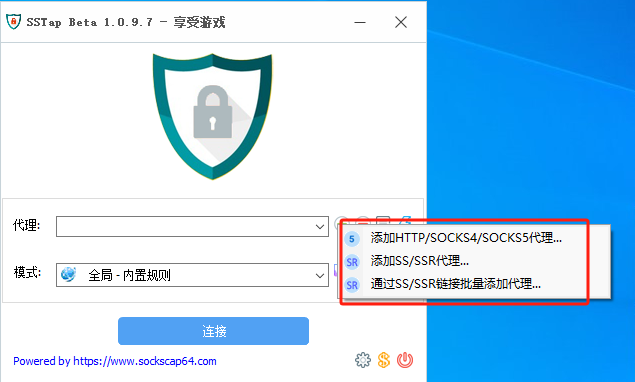 SSTap Beta 1.0.9.7 - 享受游戏
代理:
5 添加HTTP/SOCKS4/SOCKS5代理...
SR 添加SS/SSR代理...
模式: 全局 - 内置规则
SR 通过SS/SSR链接批量添加代理...
连接
Powered by https://www.sockscap64.com